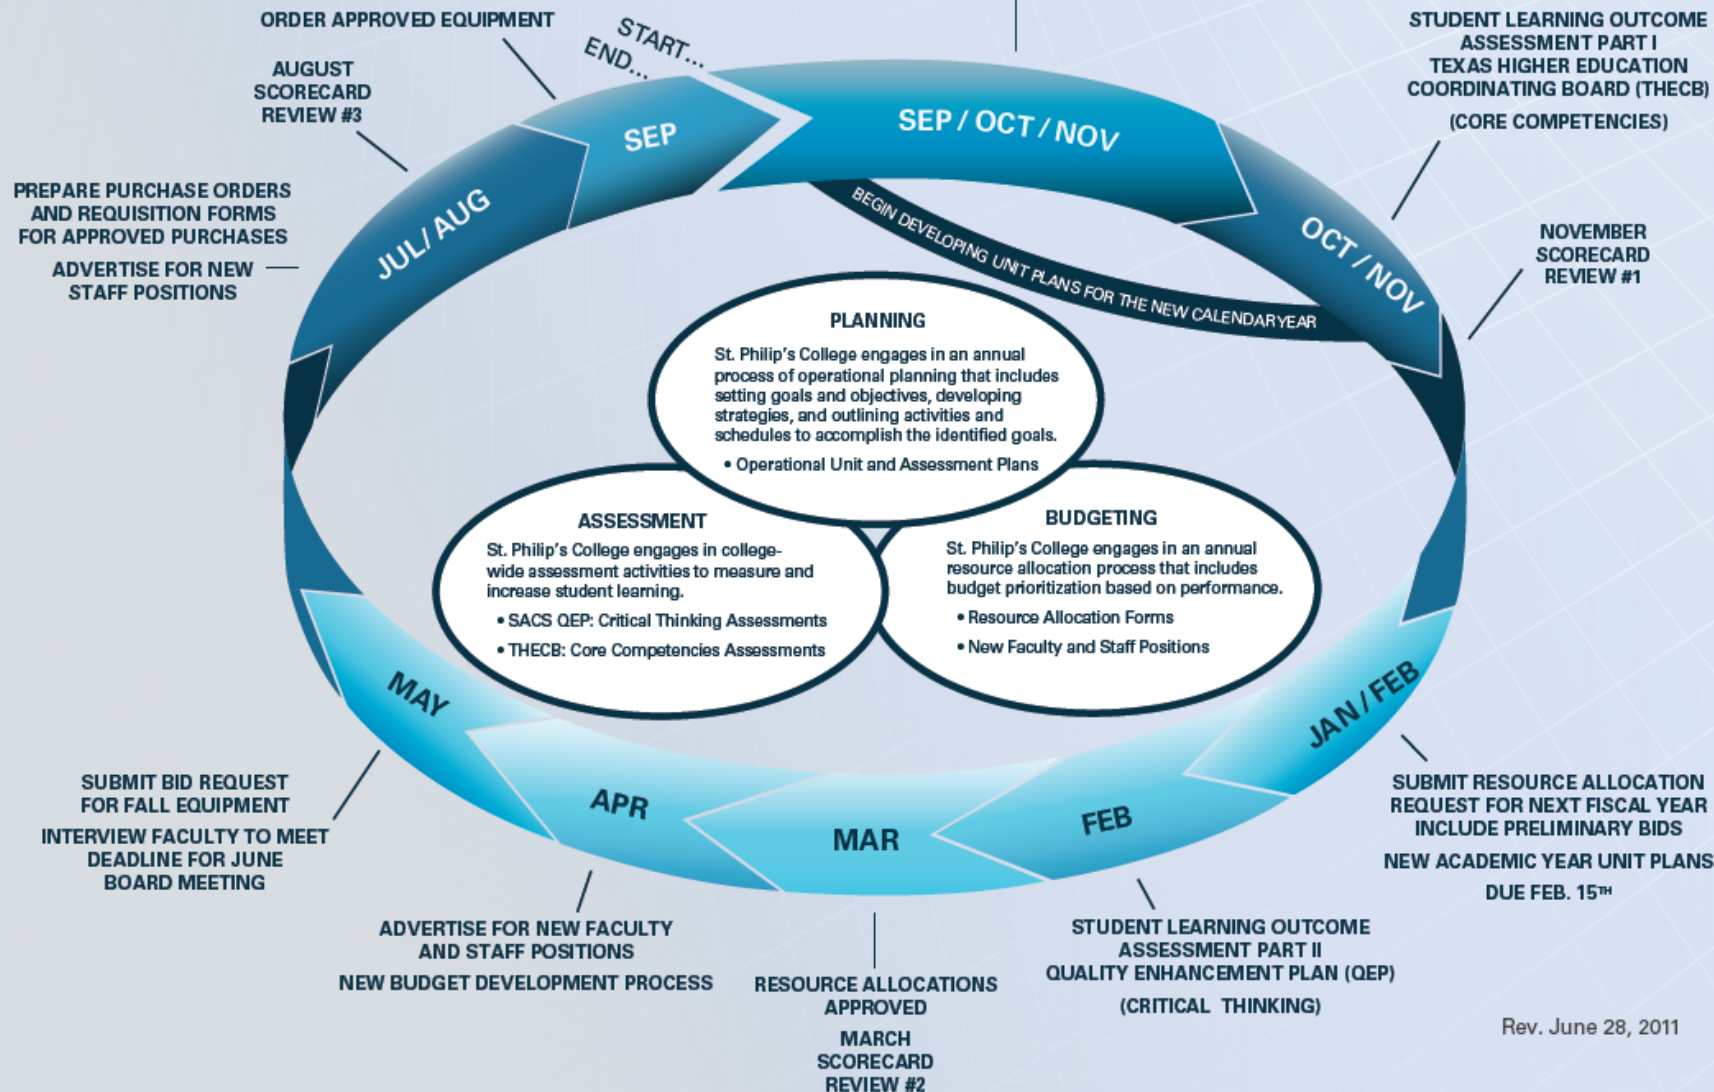 ORDER APPROVED EQUIPMENT
START...
END...
AUGUST
SCORECARD
REVIEW #3
PREPARE PURCHASE ORDERS
AND REQUISITION FORMS
FOR APPROVED PURCHASES
ADVERTISE FOR NEW
STAFF POSITIONS
JUL / AUG
SEP
SEP / OCT / NOV
OCT / NOV
STUDENT LEARNING OUTCOME
ASSESSMENT PART I
TEXAS HIGHER EDUCATION
COORDINATING BOARD (THECB)
(CORE COMPETENCIES)
NOVEMBER
SCORECARD
REVIEW #1
BEGIN DEVELOPING UNIT PLANS FOR THE NEW CALENDAR YEAR
PLANNING
St. Philip's College engages in an annual
process of operational planning that includes
setting goals and objectives, developing
strategies, and outlining activities and
schedules to accomplish the identified goals.
• Operational Unit and Assessment Plans
ASSESSMENT
St. Philip's College engages in college-
wide assessment activities to measure and
increase student learning.
• SACS QEP: Critical Thinking Assessments
• THECB: Core Competencies Assessments
BUDGETING
St. Philip's College engages in an annual
resource allocation process that includes
budget prioritization based on performance.
• Resource Allocation Forms
• New Faculty and Staff Positions
JAN / FEB
FEB
MAR
APR
MAY
SUBMIT RESOURCE ALLOCATION
REQUEST FOR NEXT FISCAL YEAR
INCLUDE PRELIMINARY BIDS
NEW ACADEMIC YEAR UNIT PLANS
DUE FEB. 15TH
STUDENT LEARNING OUTCOME
ASSESSMENT PART II
QUALITY ENHANCEMENT PLAN (QEP)
(CRITICAL THINKING)
RESOURCE ALLOCATIONS
APPROVED
MARCH
SCORECARD
REVIEW #2
ADVERTISE FOR NEW FACULTY
AND STAFF POSITIONS
NEW BUDGET DEVELOPMENT PROCESS
SUBMIT BID REQUEST
FOR FALL EQUIPMENT
INTERVIEW FACULTY TO MEET
DEADLINE FOR JUNE
BOARD MEETING
Rev. June 28, 2011